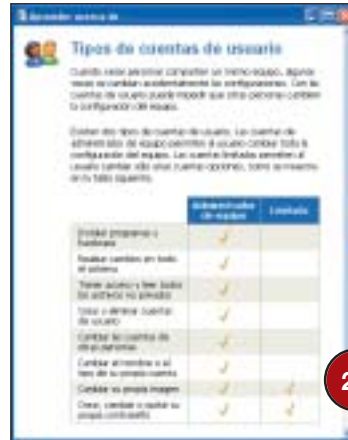 Aprender acerca de
Tipos de cuentas de usuario
Cuando varias personas comparten un mismo equipo, algunas
veces se cambian accidentalmente las configuraciones. Con las
cuentas de usuario puede impedir que otras personas cambien
la configuración del equipo.
Existen dos tipos de cuentas de usuario. Las cuentas de
administrador de equipo permiten al usuario cambiar toda la
configuración del equipo. Las cuentas limitadas permiten al
usuario cambiar sólo unas cuantas opciones, como se muestra
en la tabla siguiente.
Administrador de equipo
Limitada
Instalar programas y
hardware
Realizar cambios en todo
el sistema
Tener acceso y leer todos
los archivos no privados
Crear y eliminar cuentas
de usuario
Cambiar las cuentas de
otras personas
Cambiar el nombre o el
tipo de su propia cuenta
Cambiar su propia imagen
Crear, cambiar o quitar su
propia contraseña
2